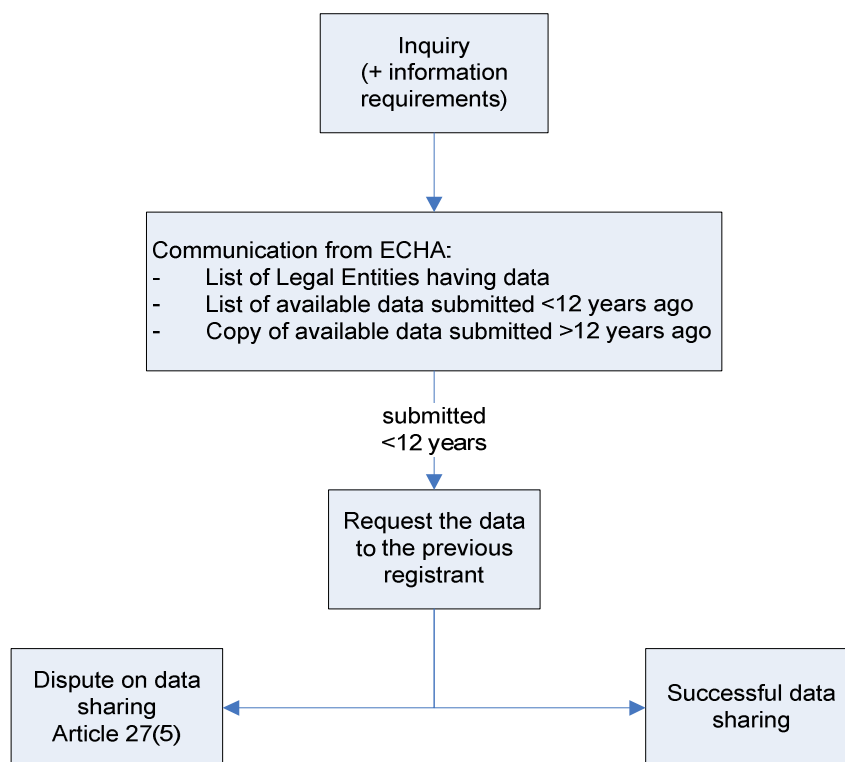 Inquiry
(+ information
requirements)
Communication from ECHA:
- List of Legal Entities having data
- List of available data submitted <12 years ago
- Copy of available data submitted >12 years ago
submitted
<12 years
Request the data
to the previous
registrant
Dispute on data
sharing
Article 27(5)
Successful data
sharing